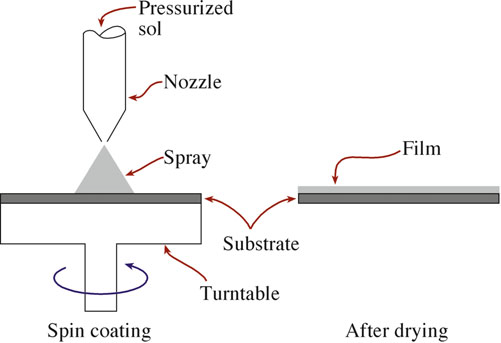 Pressurized
sol
Nozzle
Spray
Film
Substrate
Turntable
Spin coating
After drying